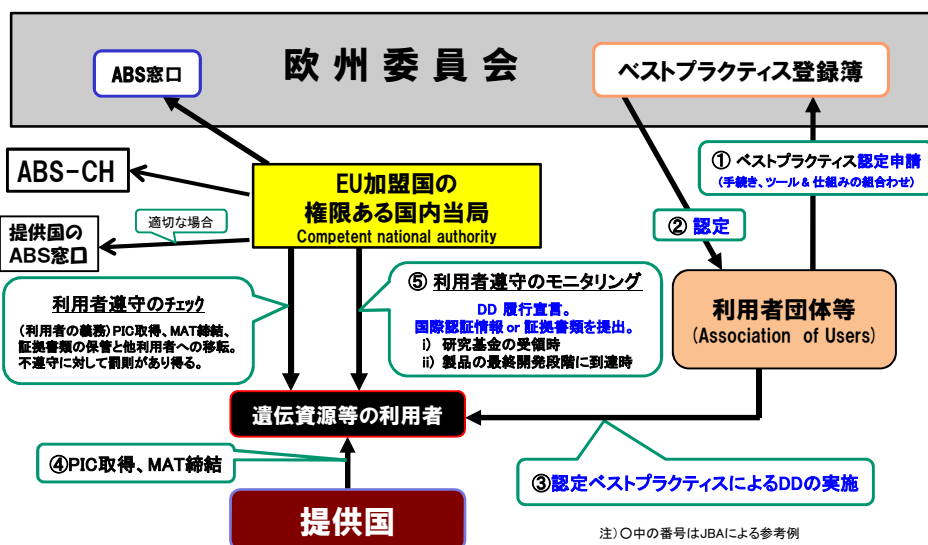 欧州委員会
ABS窓口
ベストプラクティス登録簿
ABS-CH
EU加盟国の
権限ある国内当局
Competent national authority
① ベストプラクティス認定申請
(手続き、ツール & 仕組みの組合わせ)
適切な場合
② 認定
提供国の
ABS窓口
利用者遵守のチェック
(利用者の義務) PIC取得、MAT締結、
証拠書類の保管と他利用者への移転。
不遵守に対して罰則があり得る。
⑤ 利用者遵守のモニタリング
DD 履行宣言。
国際認証情報 or 証拠書類を提出。
i) 研究基金の受領時
ii) 製品の最終開発段階に到達時
利用者団体等
(Association of Users)
遺伝資源等の利用者
④PIC取得、MAT締結
③認定ベストプラクティスによるDDの実施
提供国
注)〇中の番号はJBAによる参考例